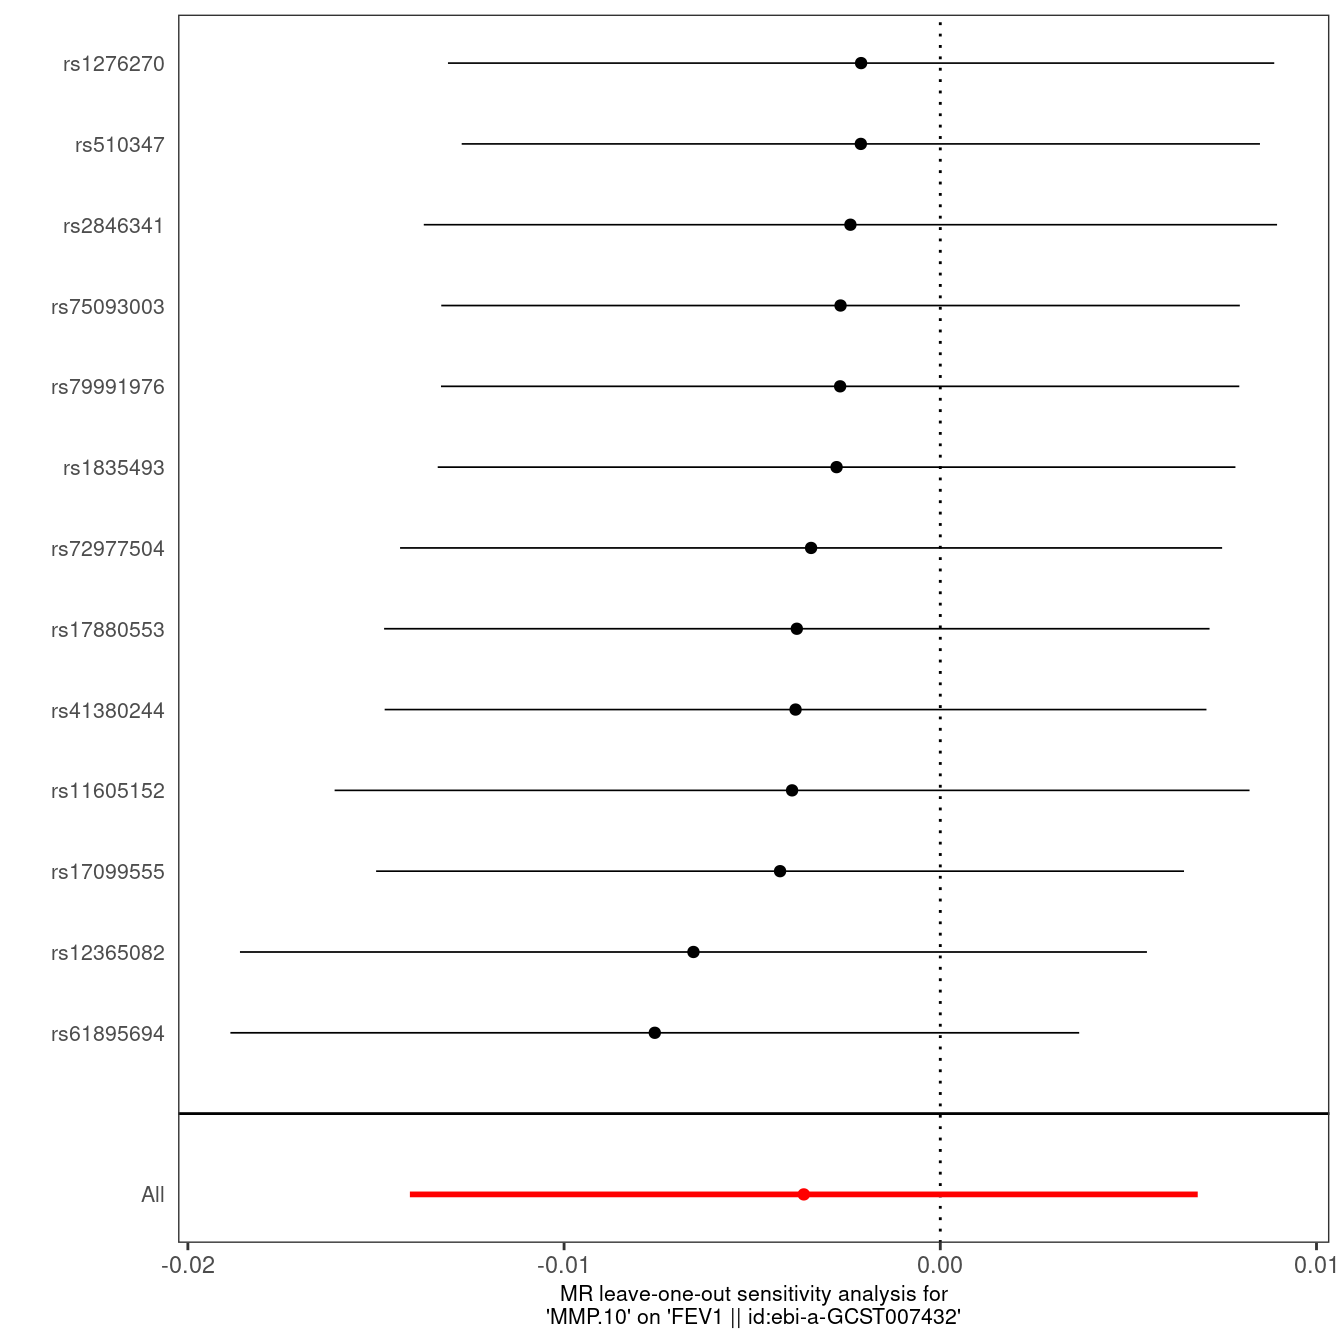 rs1276270
rs510347
rs2846341
rs75093003
rs79991976
rs1835493
rs72977504
rs17880553
rs41380244
rs11605152
rs17099555
rs12365082
rs61895694
All
-0.02 -0.01 0.00 0.01
MR leave-one-out sensitivity analysis for
'MMP.10' on 'FEV1 || id:ebi-a-GCST007432'